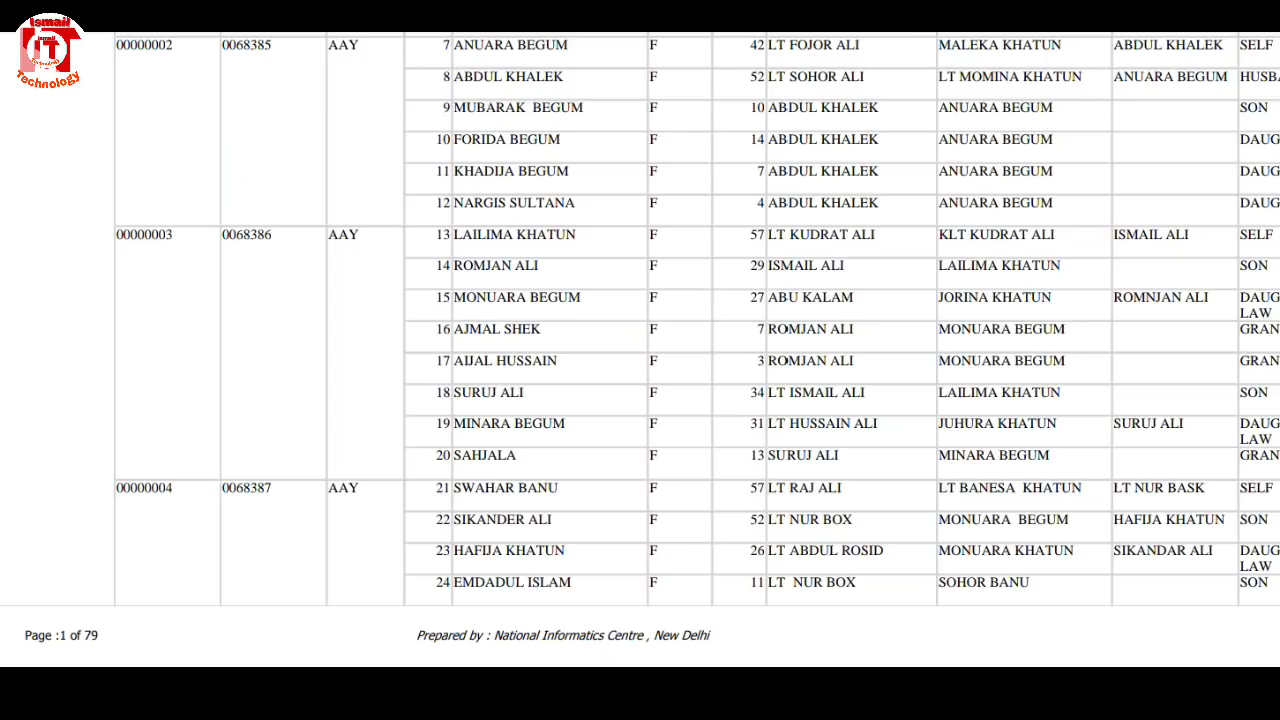 Ismail
IT
Ismail
IT
Technology
00000002 0068385 AAY 7 ANUARA BEGUM F 42 LT FOJOR ALI MALEKA KHATUN ABDUL KHALEK SELF
8 ABDUL KHALEK F 52 LT SOHOR ALI LT MOMINA KHATUN ANUARA BEGUM HUSBA
9 MUBARAK BEGUM F 10 ABDUL KHALEK ANUARA BEGUM SON
10 FORIDA BEGUM F 14 ABDUL KHALEK ANUARA BEGUM DAUG
11 KHADIJA BEGUM F 7 ABDUL KHALEK ANUARA BEGUM DAUG
12 NARGIS SULTANA F 4 ABDUL KHALEK ANUARA BEGUM DAUG
00000003 0068386 AAY 13 LAILIMA KHATUN F 57 LT KUDRAT ALI KLT KUDRAT ALI ISMAIL ALI SELF
14 ROMJAN ALI F 29 ISMAIL ALI LAILIMA KHATUN SON
15 MONUARA BEGUM F 27 ABU KALAM JORINA KHATUN ROMNJAN ALI DAUG
LAW
16 AJMAL SHEK F 7 ROMJAN ALI MONUARA BEGUM GRAN
17 AIJAL HUSSAIN F 3 ROMJAN ALI MONUARA BEGUM GRAN
18 SURUJ ALI F 34 LT ISMAIL ALI LAILIMA KHATUN SON
19 MINARA BEGUM F 31 LT HUSSAIN ALI JUHURA KHATUN SURUJ ALI DAUG
LAW
20 SAHJALA F 13 SURUJ ALI MINARA BEGUM GRAN
00000004 0068387 AAY 21 SWAHAR BANU F 57 LT RAJ ALI LT BANESA KHATUN LT NUR BASK SELF
22 SIKANDER ALI F 52 LT NUR BOX MONUARA BEGUM HAFIJA KHATUN SON
23 HAFIJA KHATUN F 26 LT ABDUL ROSID MONUARA KHATUN SIKANDAR ALI DAUG
LAW
24 EMDADUL ISLAM F 11 LT NUR BOX SOHOR BANU SON
Page :1 of 79 Prepared by : National Informatics Centre , New Delhi